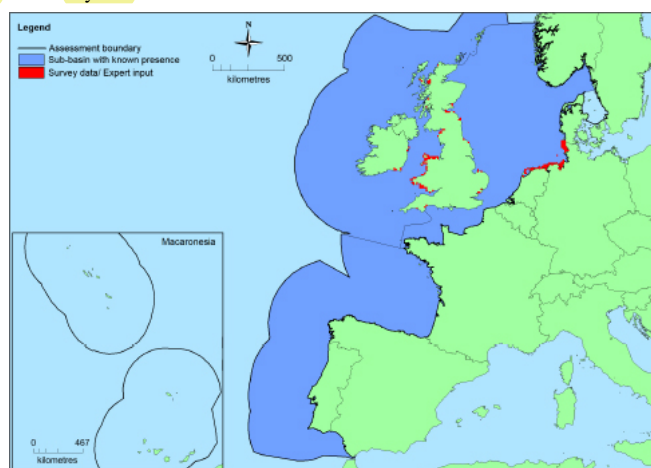 Legend
Assessment boundary
Sub-basin with known presence
Survey data/ Expert input
N
0 500
kilometres
Macaronesia
0 467
kilometres